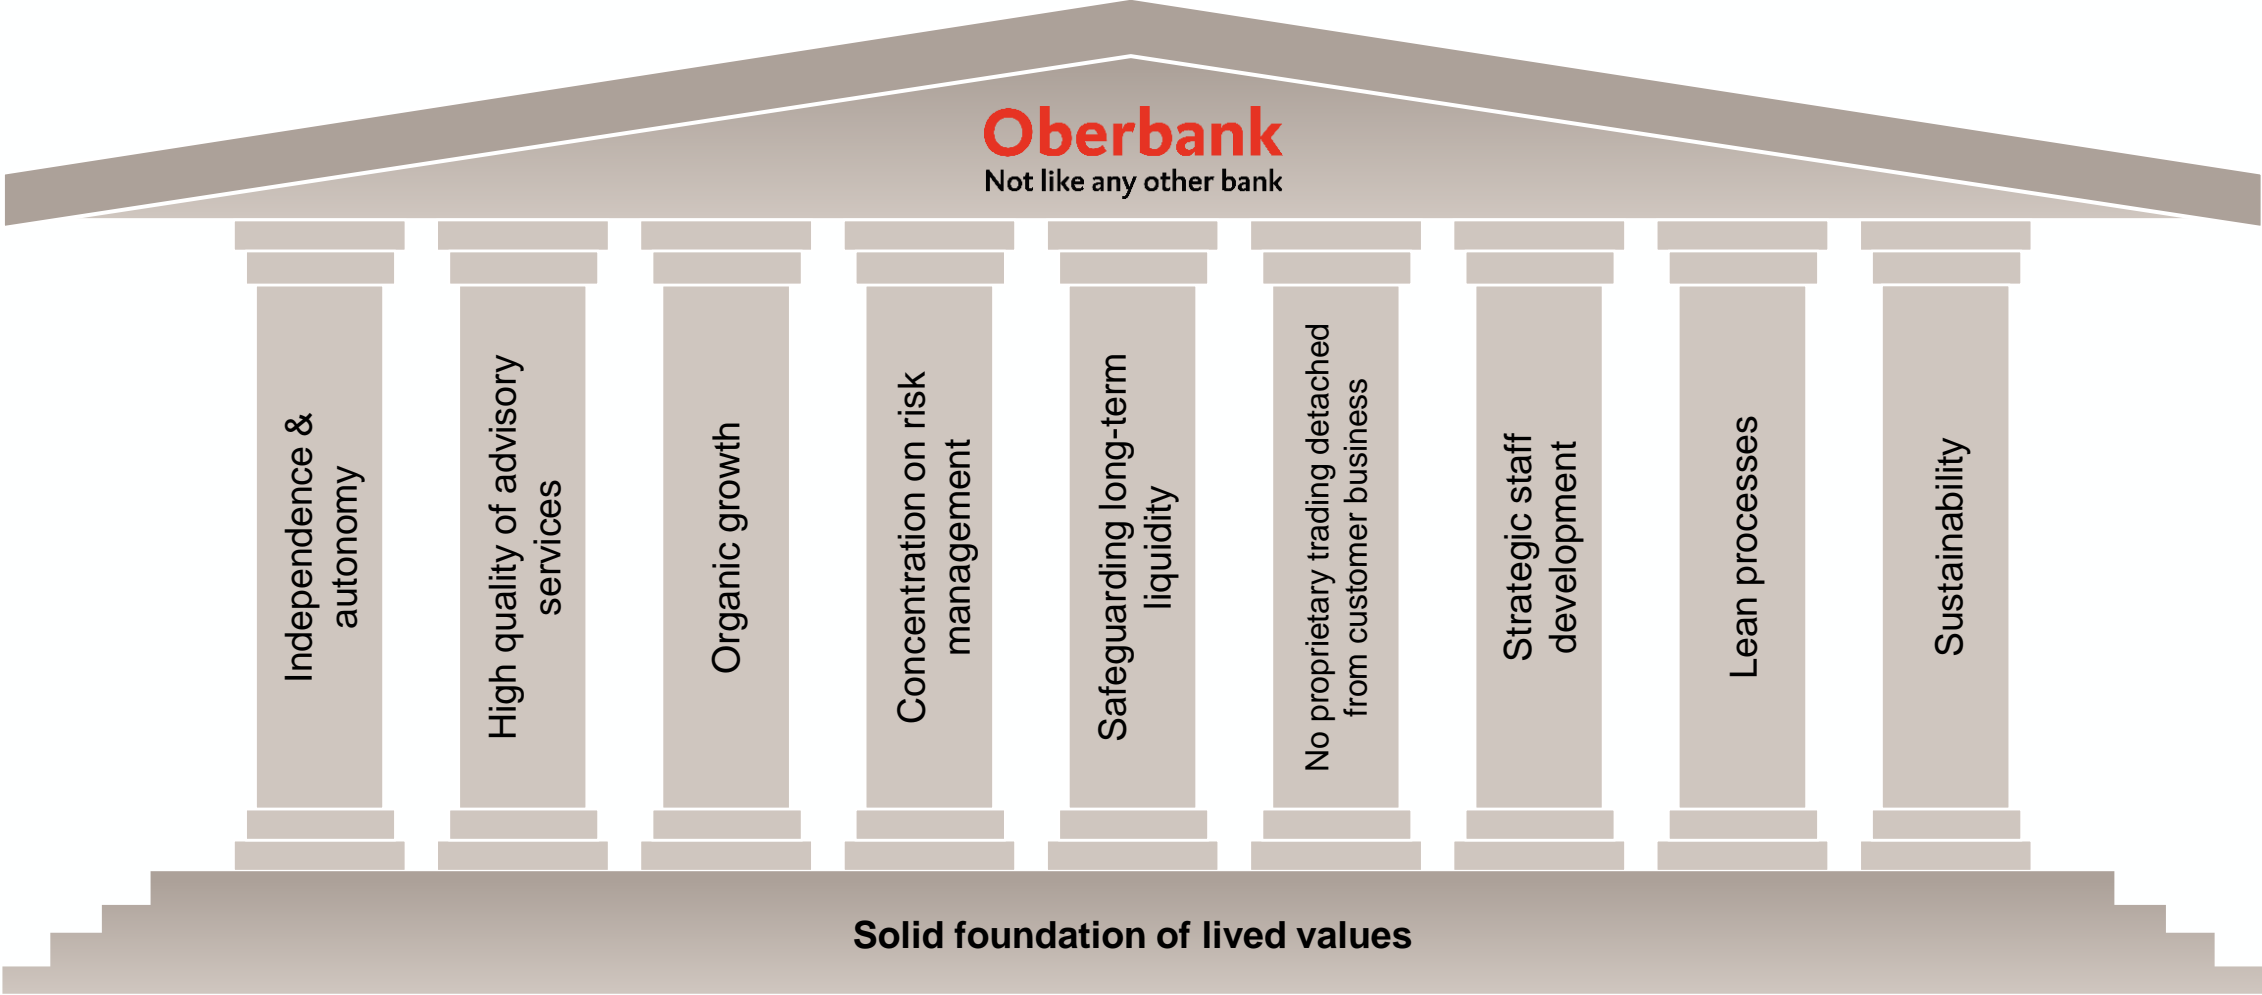 Oberbank
Not like any other bank
Independence &
autonomy
High quality of advisory
services
Organic growth
Concentration on risk
management
Safeguarding long-term
liquidity
No proprietary trading detached
from customer business
Strategic staff
development
Lean processes
Sustainability
Solid foundation of lived values